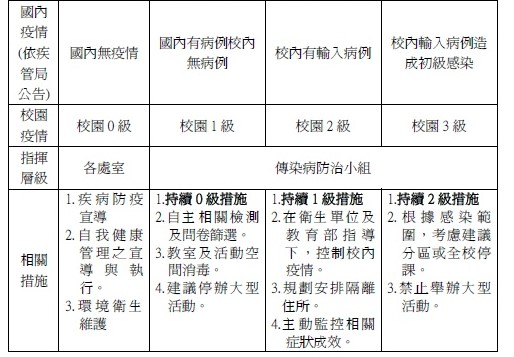 國內疫情(依疾管局公告) 國內無疫情 國內有病例校內無病例 校內有輸入病例 校內輸入病例造成初級感染
校園疫情 校園0級 校園1級 校園2級 校園3級
指揮層級 各處室 傳染病防治小組
相關措施
1.疾病防疫
宣導
2.自我健康
管理之宣
導與執
行。
3.環境衛生
維護
1.持續0級措施
2.自主相關檢測
及問卷篩選。
3.教室及活動空
間消毒。
4.建議停辦大型
活動。
1.持續1級措施
2.在衛生單位及
教育部指導
下，控制校內
疫情。
3.規劃安排隔離
住所。
4.主動監控相關
症狀成效。
1.持續2級措施
2.根據感染範
圍，考慮建議
分區或全校停
課。
3.禁止舉辦大型
活動。